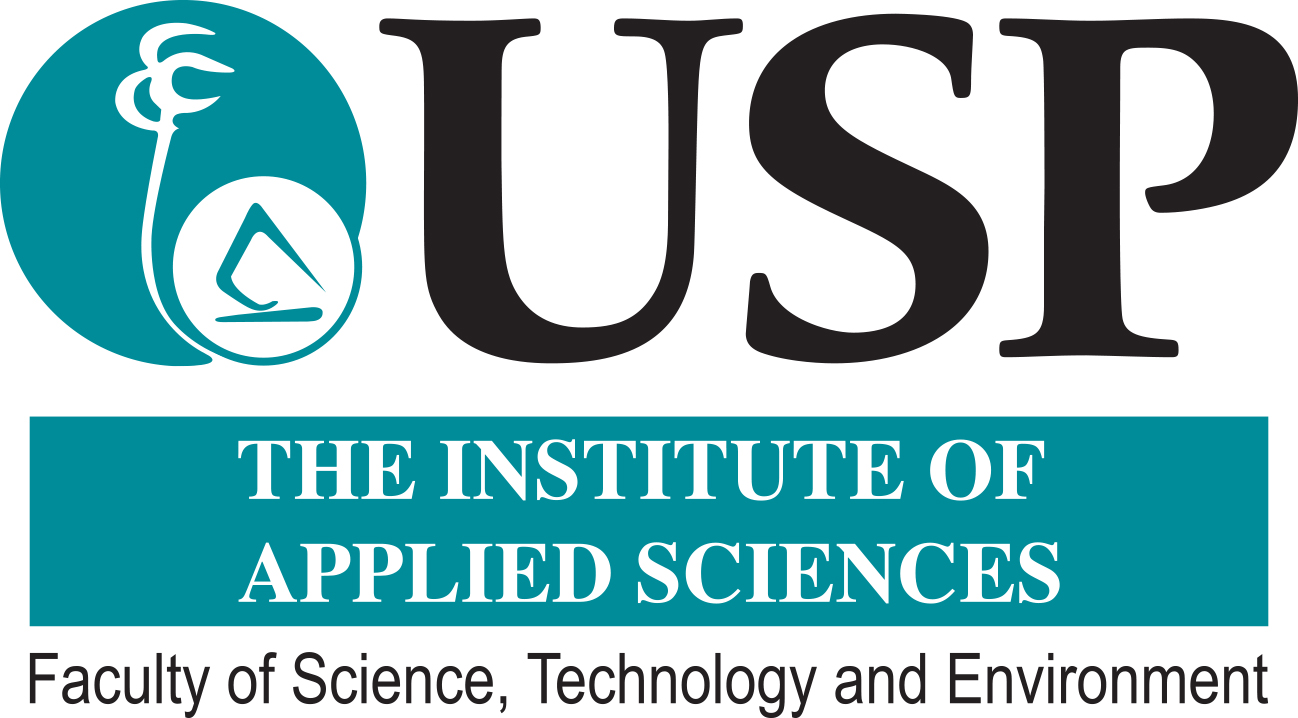 USP
THE INSTITUTE OF
APPLIED SCIENCES
Faculty of Science, Technology and Environment